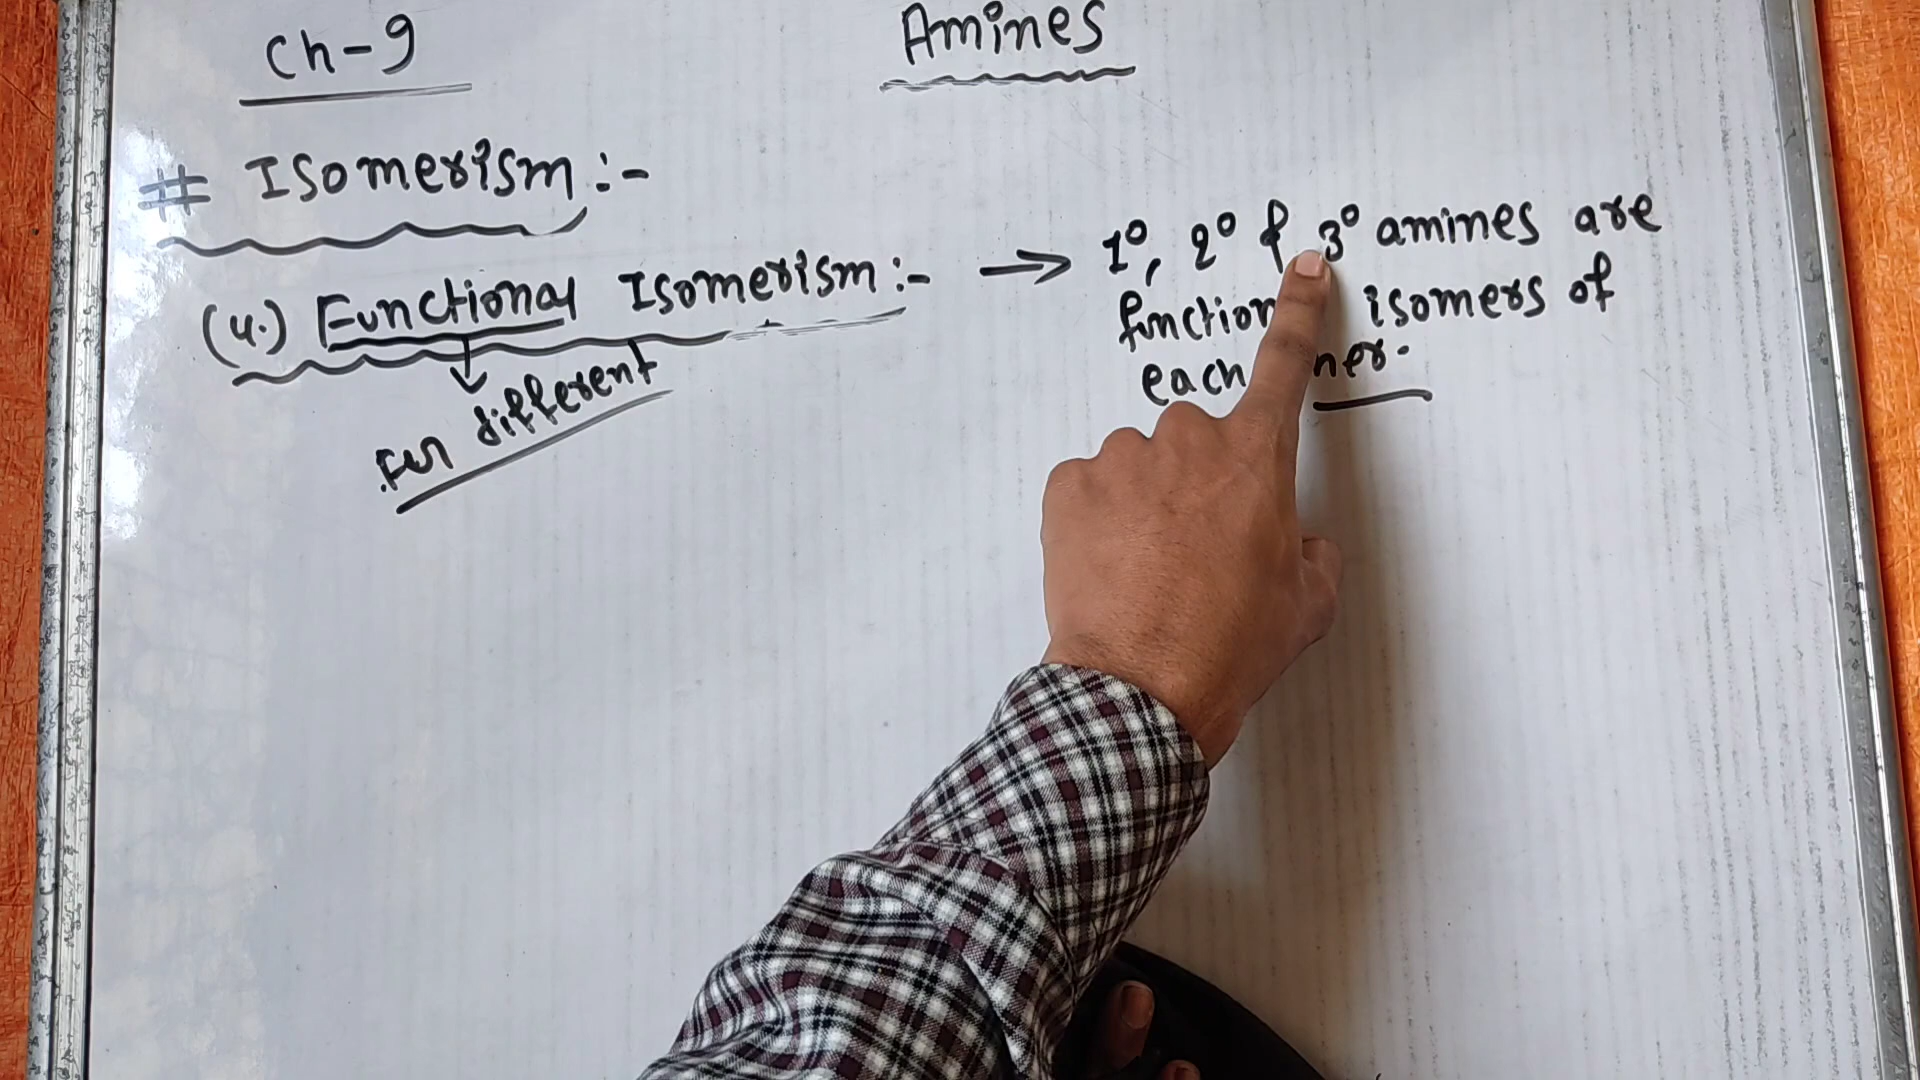 Ch-9
Amines
# Isomerism:-
(4.) Functional Isomerism:-
→ 1°, 2° & 3° amines are
isomers of
each
Fun different